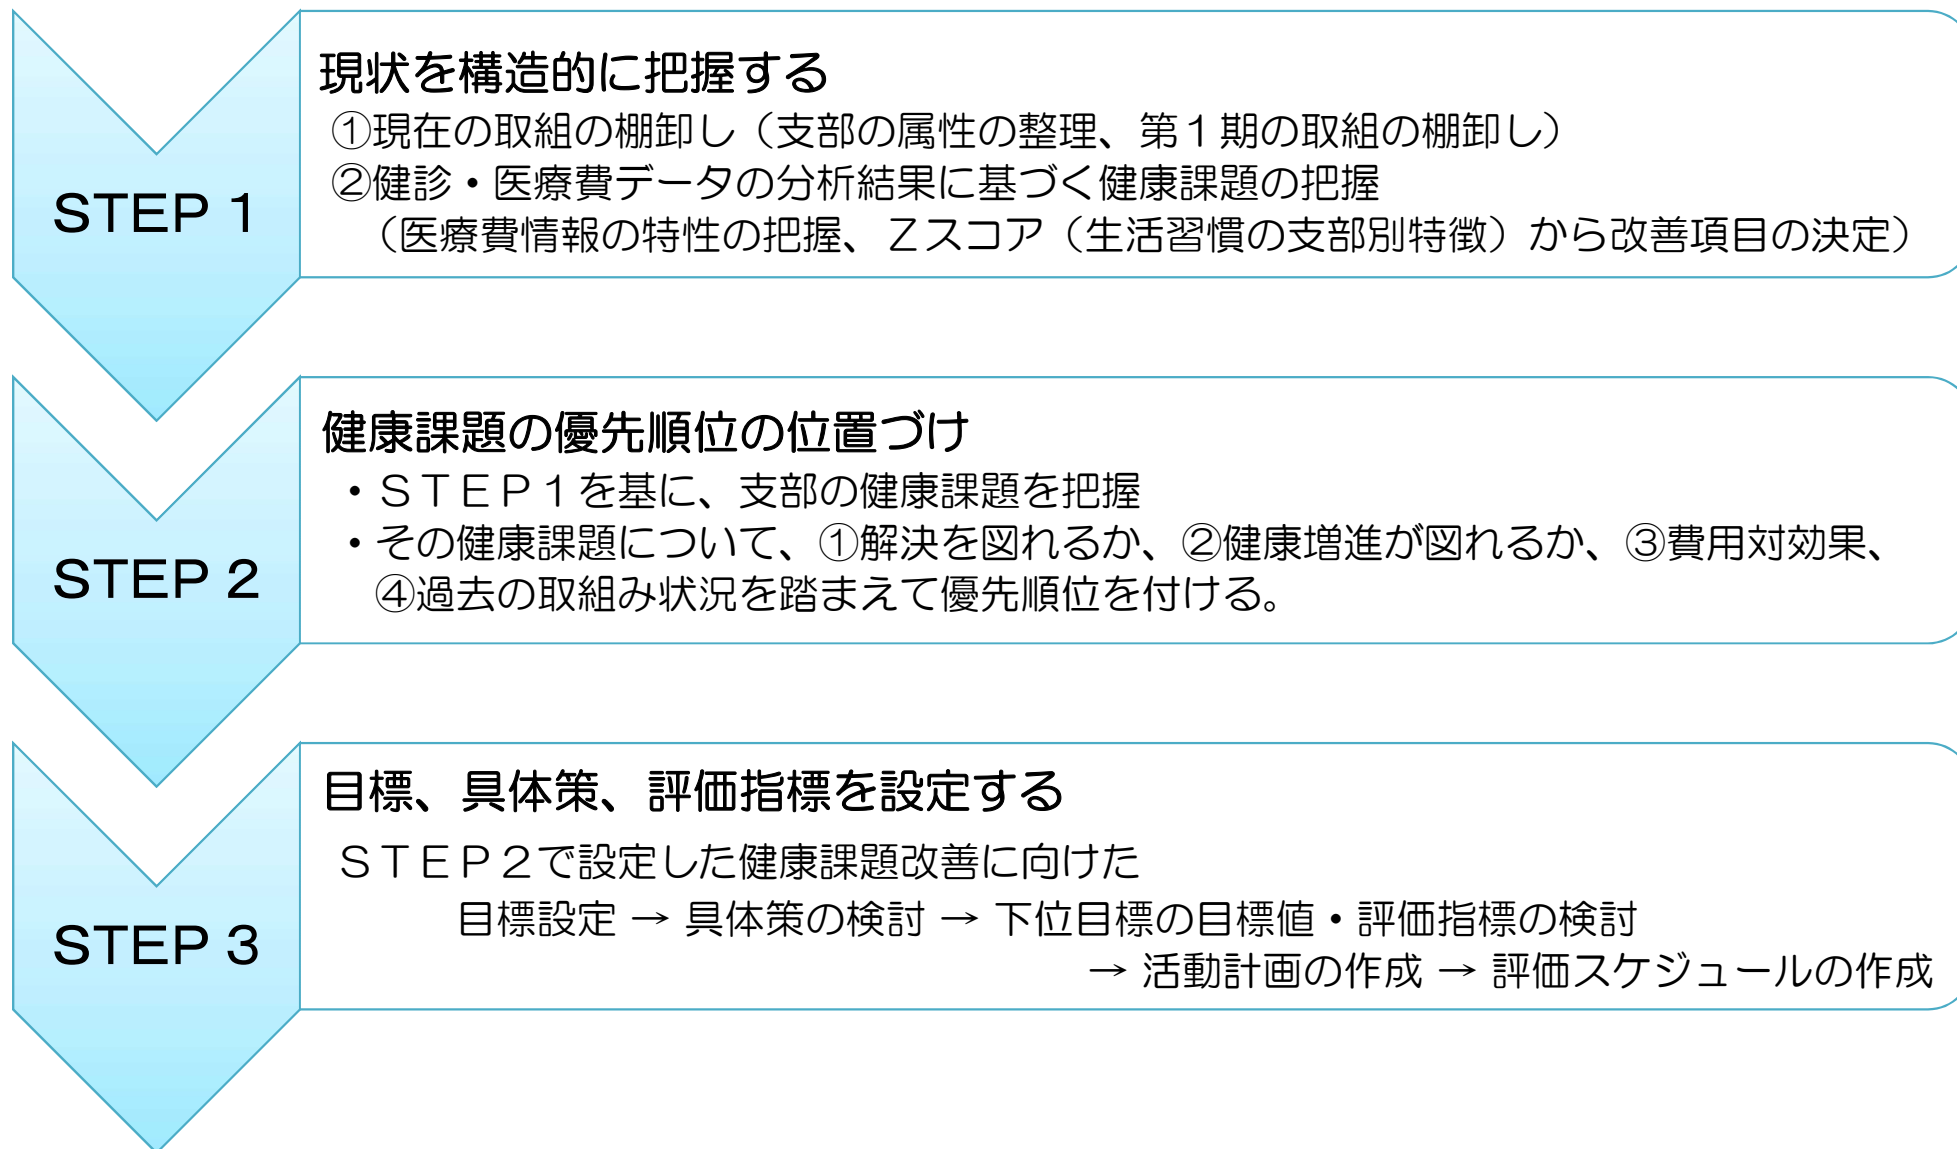 STEP１
現状を構造的に把握する
①現在の取組の棚卸し（支部の属性の整理、第１期の取組の棚卸し）
②健診・医療費データの分析結果に基づく健康課題の把握
（医療費情報の特性の把握、Ｚスコア（生活習慣の支部別特徴）から改善項目の決定）
STEP２
健康課題の優先順位の位置づけ
・ＳＴＥＰ１を基に、支部の健康課題を把握
・その健康課題について、①解決を図れるか、②健康増進が図れるか、③費用対効果、
④過去の取組み状況を踏まえて優先順位を付ける。
STEP３
目標、具体策、評価指標を設定する
ＳＴＥＰ２で設定した健康課題改善に向けた
目標設定 → 具体策の検討 → 下位目標の目標値・評価指標の検討
→ 活動計画の作成 → 評価スケジュールの作成